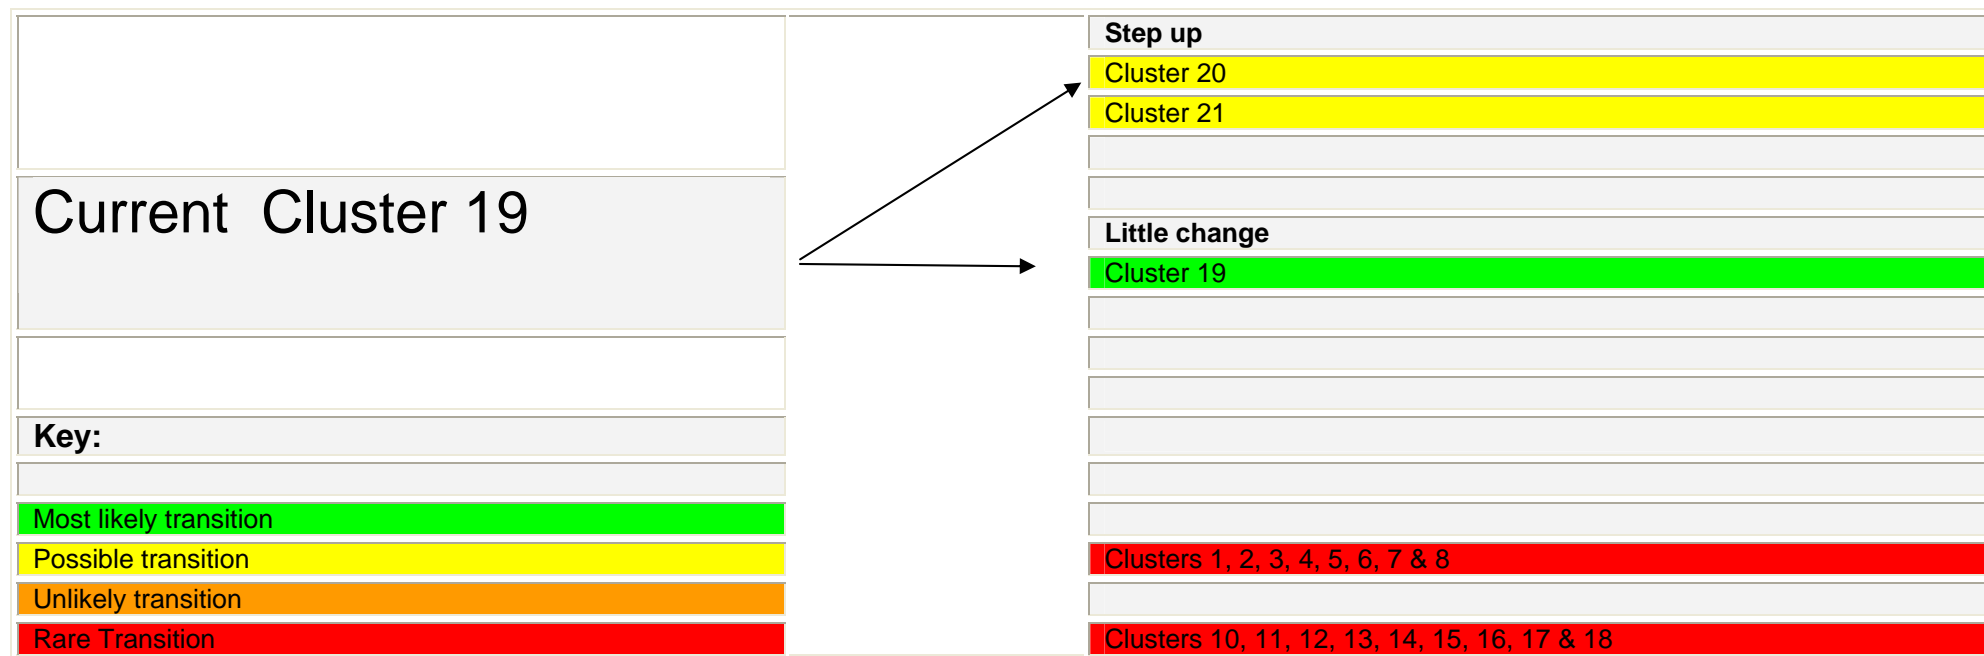 Current  Cluster 19
Key:
Most likely transition
Possible transition
Unlikely transition
Rare Transition
Step up
Cluster 20
Cluster 21
Little change
Cluster 19
Clusters 1, 2, 3, 4, 5, 6, 7 & 8
Clusters 10, 11, 12, 13, 14, 15, 16, 17 & 18